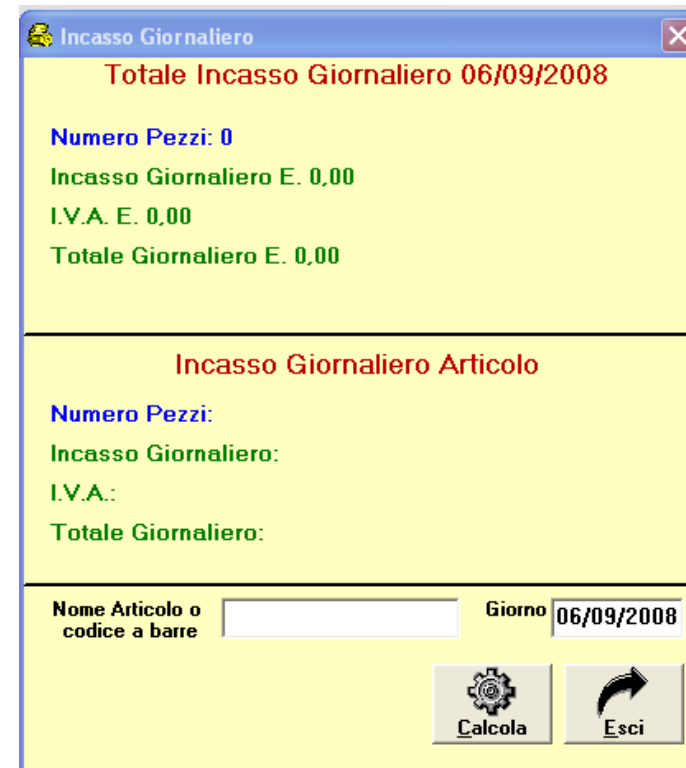 Incasso Giornaliero
Totale Incasso Giornaliero 06/09/2008
Numero Pezzi: 0
Incasso Giornaliero E. 0,00
I.V.A. E. 0,00
Totale Giornaliero E. 0,00
Incasso Giornaliero Articolo
Numero Pezzi:
Incasso Giornaliero:
I.V.A.:
Totale Giornaliero:
Nome Articolo o
codice a barre
Giorno 06/09/2008
Calcola Esci